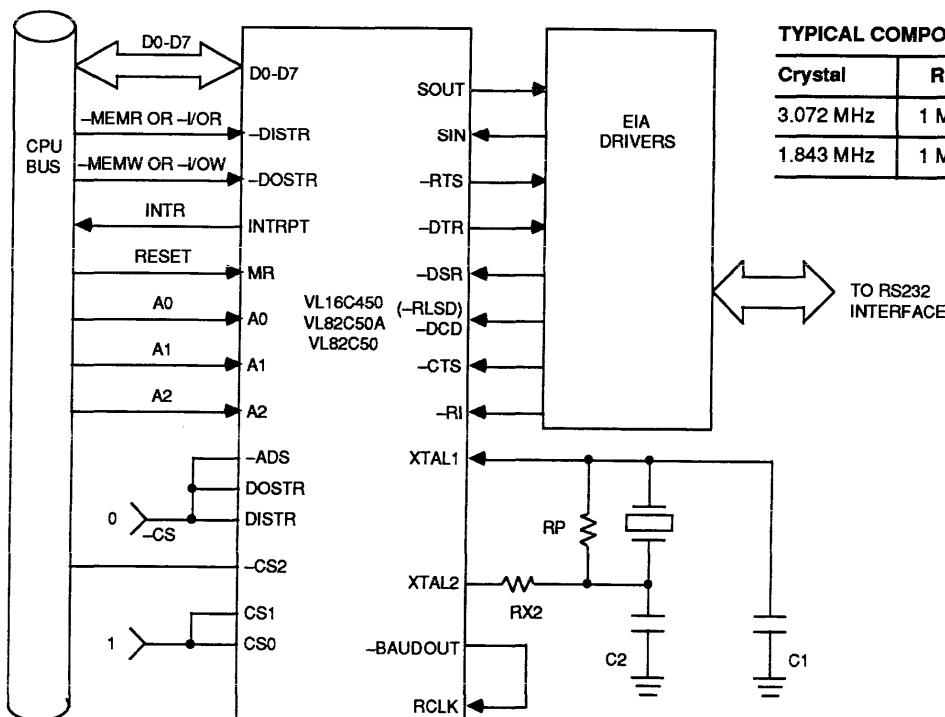 TYPICAL COMPO
Crystal R
3.072 MHz 1 M
1.843 MHz 1 M
CPU
BUS
D0-D7
–MEMR OR –I/OR
–MEMW OR –I/OW
INTR
RESET
A0
A1
A2
0
–CS
1
D0-D7
–DISTR
–DOSTR
INTRPT
MR
A0
A1
A2
–ADS
DOSTR
DISTR
–CS2
CS1
CS0
VL16C450
VL82C50A
VL82C50
SOUT
SIN
–RTS
–DTR
–DSR
(–RLSD)
–DCD
–CTS
–RI
XTAL1
XTAL2
–BAUDOUT
RCLK
EIA
DRIVERS
TO RS232
INTERFACE
RP
RX2
C2
C1